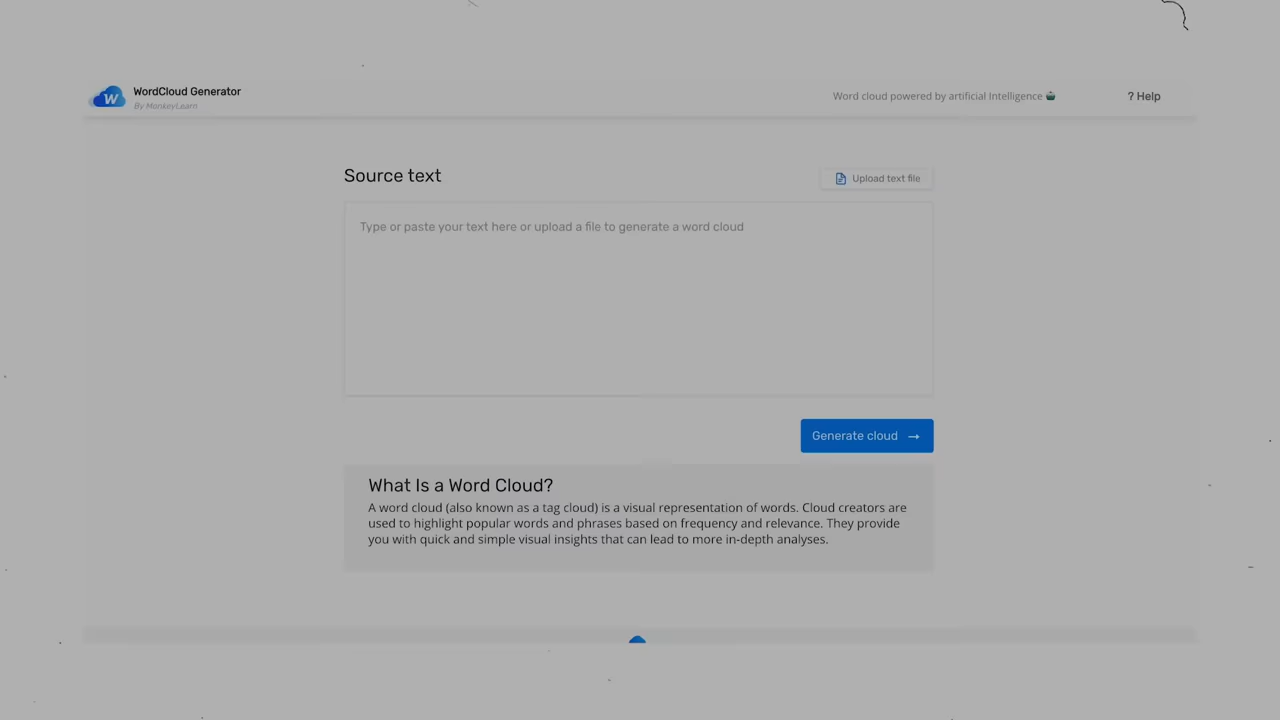 WordCloud Generator
By MonkeyLearn
Word cloud powered by artificial Intelligence
? Help
Source text
Upload text file
Type or paste your text here or upload a file to generate a word cloud
Generate cloud →
What Is a Word Cloud?
A word cloud (also known as a tag cloud) is a visual representation of words. Cloud creators are
used to highlight popular words and phrases based on frequency and relevance. They provide
you with quick and simple visual insights that can lead to more in-depth analyses.